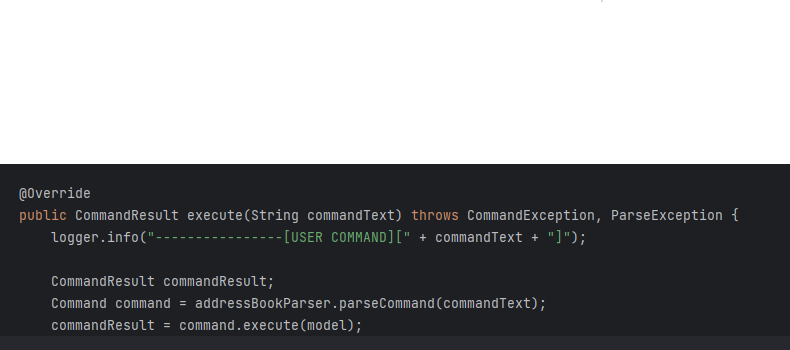 @Override
public CommandResult execute(String commandText) throws CommandException, ParseException {
    logger.info("----------------[USER COMMAND][" + commandText + "]");

    CommandResult commandResult;
    Command command = addressBookParser.parseCommand(commandText);
    commandResult = command.execute(model);